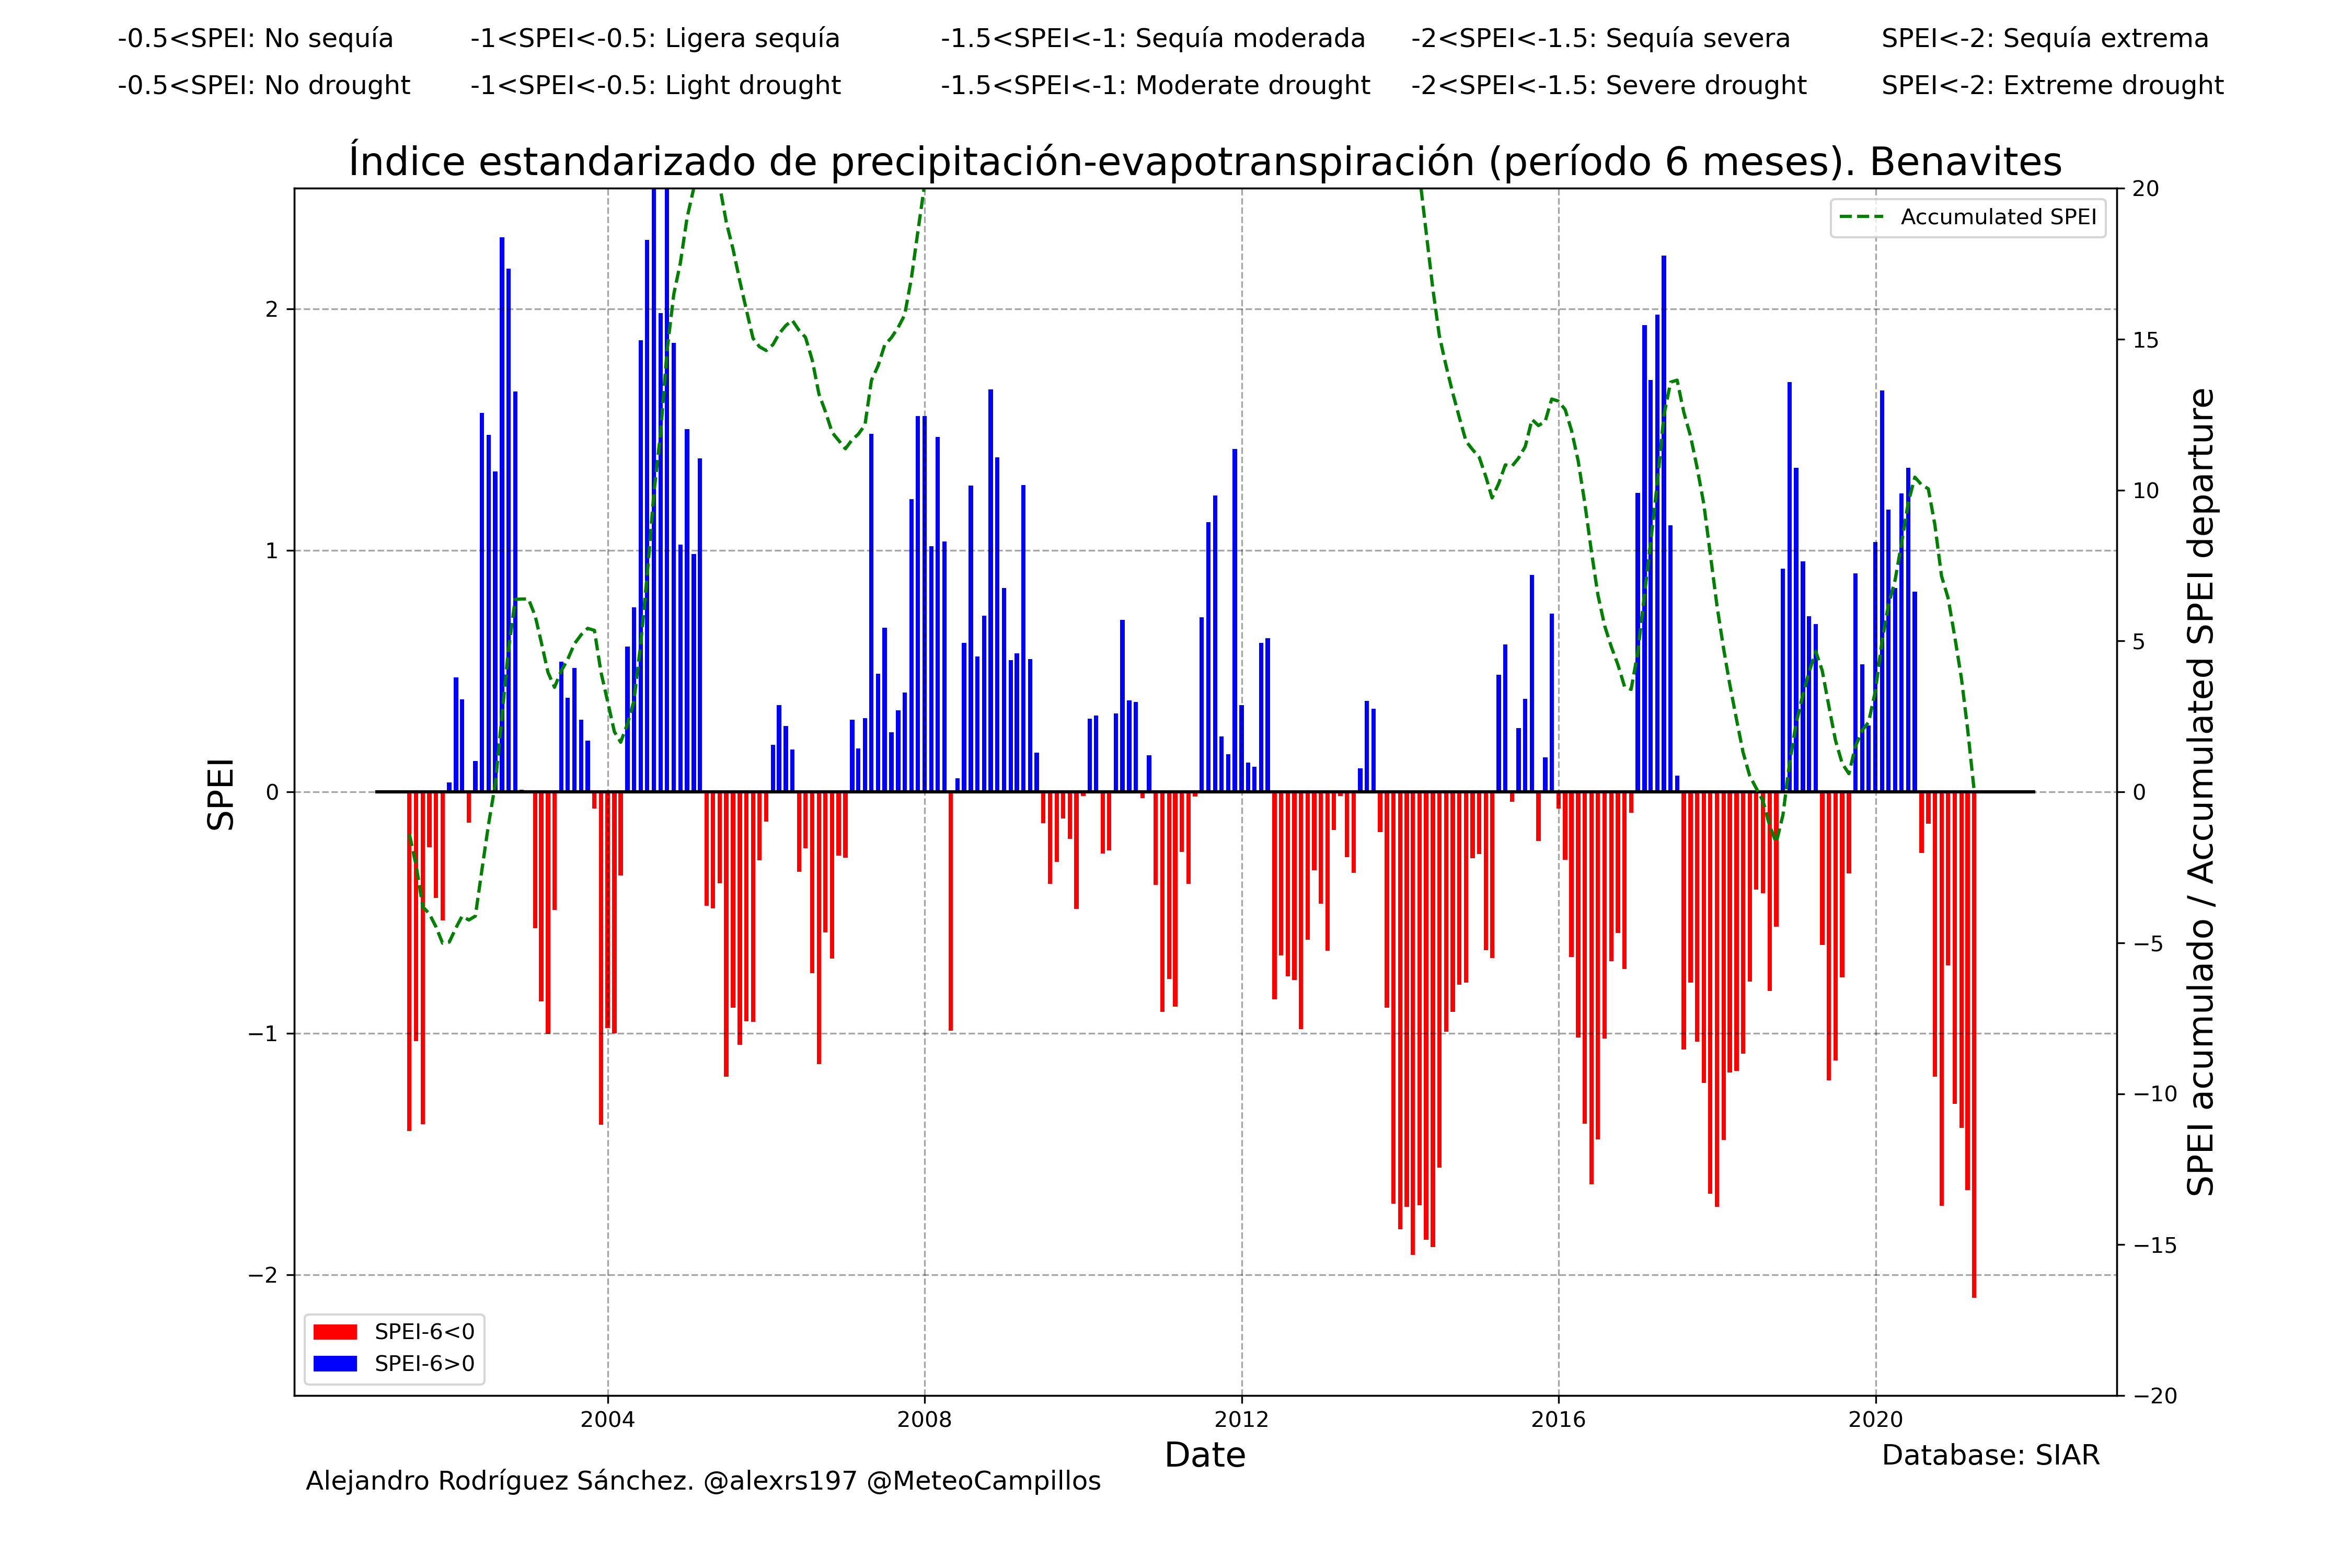 -0.5<SPEI: No sequía -1<SPEI<-0.5: Ligera sequía -1.5<SPEI<-1: Sequía moderada -2<SPEI<-1.5: Sequía severa SPEI<-2: Sequía extrema
-0.5<SPEI: No drought -1<SPEI<-0.5: Light drought -1.5<SPEI<-1: Moderate drought -2<SPEI<-1.5: Severe drought SPEI<-2: Extreme drought
Índice estandarizado de precipitación-evapotranspiración (período 6 meses). Benavites
Accumulated SPEI
SPEI
2
1
0
−1
−2
20
15
10
5
0
−5
−10
−15
−20
SPEI acumulado / Accumulated SPEI departure
SPEI-6<0
SPEI-6>0
2004 2008 2012 2016 2020
Date
Database: SIAR
Alejandro Rodríguez Sánchez. @alexrs197 @MeteoCampillos